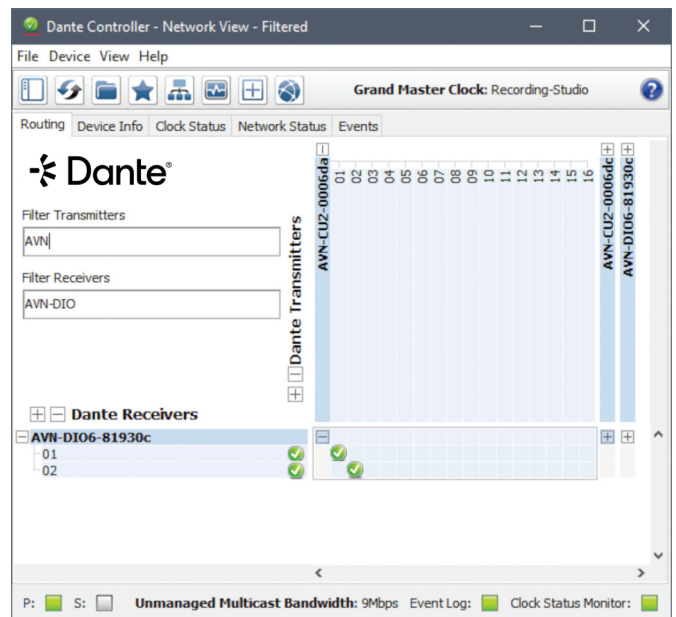 Dante Controller - Network View - Filtered
File Device View Help
Grand Master Clock: Recording-Studio
?
Routing Device Info Clock Status Network Status Events
Dante®
Filter Transmitters
AVN
Filter Receivers
AVN-DIO
Dante Transmitters
AVN-CU2-0006da
01 02 03 04 05 06 07 08 09 10 11 12 13 14 15 16
AVN-CU2-0006dc
AVN-DIO6-81930c
Dante Receivers
AVN-DIO6-81930c
01
02
P: S: Unmanaged Multicast Bandwidth: 9Mbps Event Log: Clock Status Monitor: